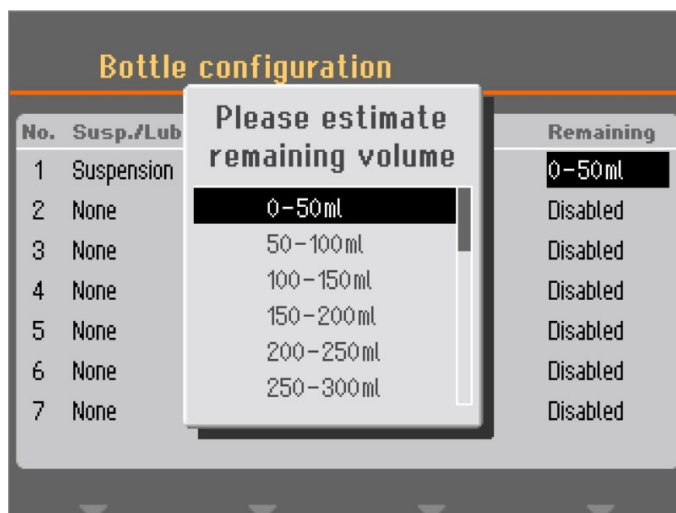 Bottle configuration
Please estimate
remaining volume
No. Susp./Lub Remaining
1 Suspension 0-50ml
2 None Disabled
3 None Disabled
4 None Disabled
5 None Disabled
6 None Disabled
7 None Disabled
0-50ml
50-100ml
100-150ml
150-200ml
200-250ml
250-300ml